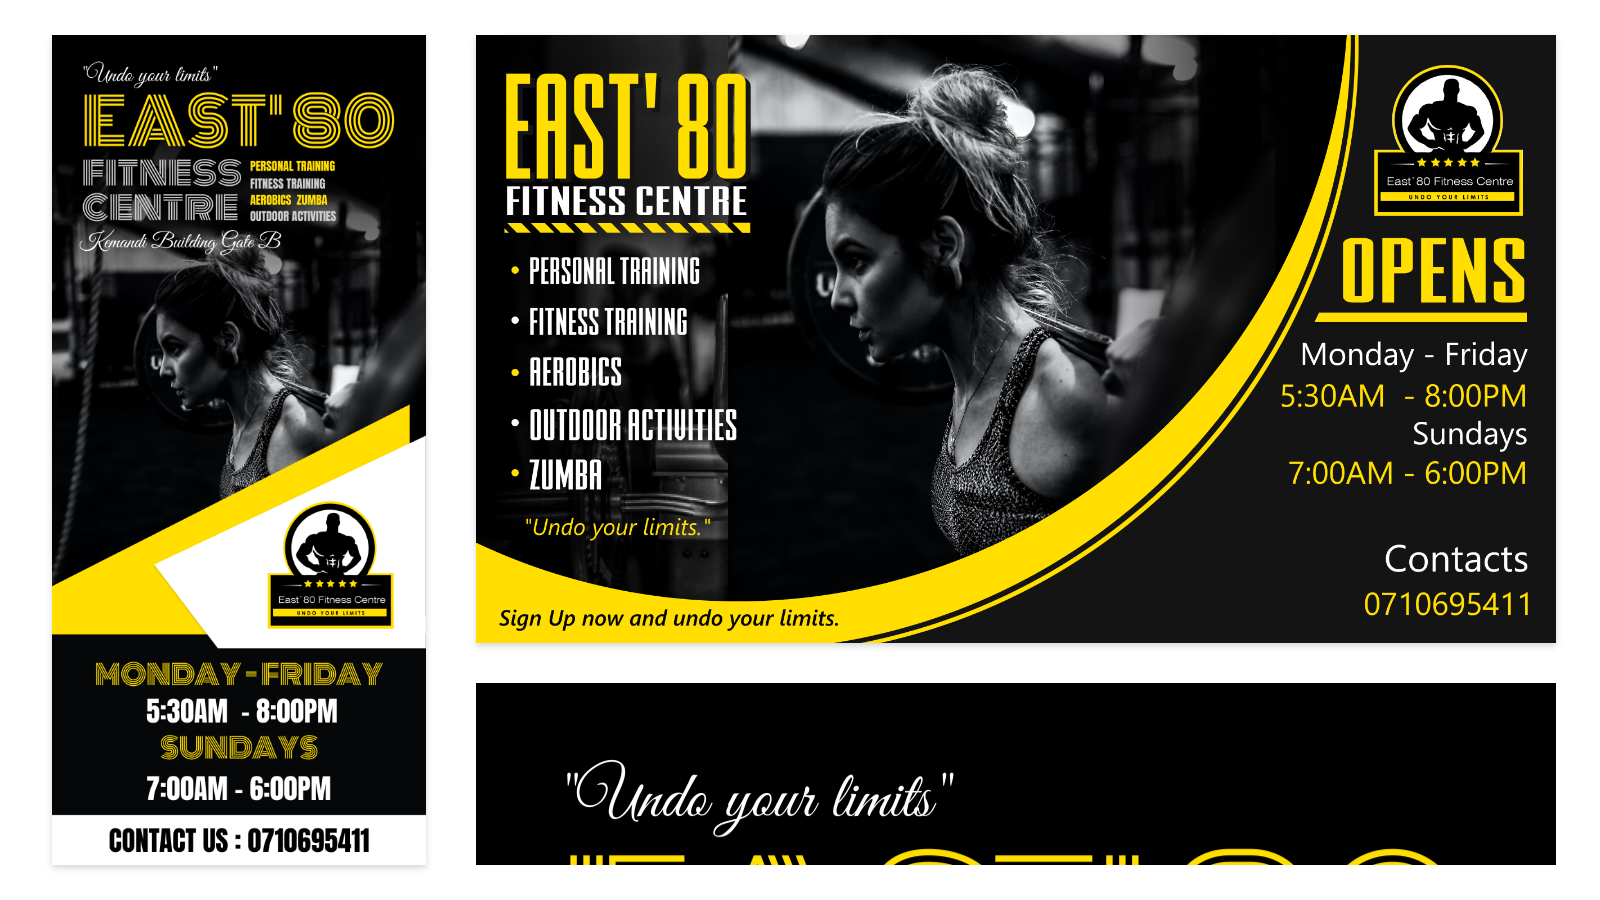 "Undo your limits"
EAST' 80
FITNESS
CENTRE
PERSONAL TRAINING
FITNESS TRAINING
AEROBICS ZUMBA
OUTDOOR ACTIVITIES
Kemandi Building Gate B
East`80 Fitness Centre
UNDO YOUR LIMITS
MONDAY - FRIDAY
5:30AM - 8:00PM
SUNDAYS
7:00AM - 6:00PM
CONTACT US : 0710695411
EAST' 80
FITNESS CENTRE
• PERSONAL TRAINING
• FITNESS TRAINING
• AEROBICS
• OUTDOOR ACTIVITIES
• ZUMBA
"Undo your limits."
Sign Up now and undo your limits.
East`80 Fitness Centre
UNDO YOUR LIMITS
OPENS
Monday - Friday
5:30AM - 8:00PM
Sundays
7:00AM - 6:00PM
Contacts
0710695411
"Undo your limits"